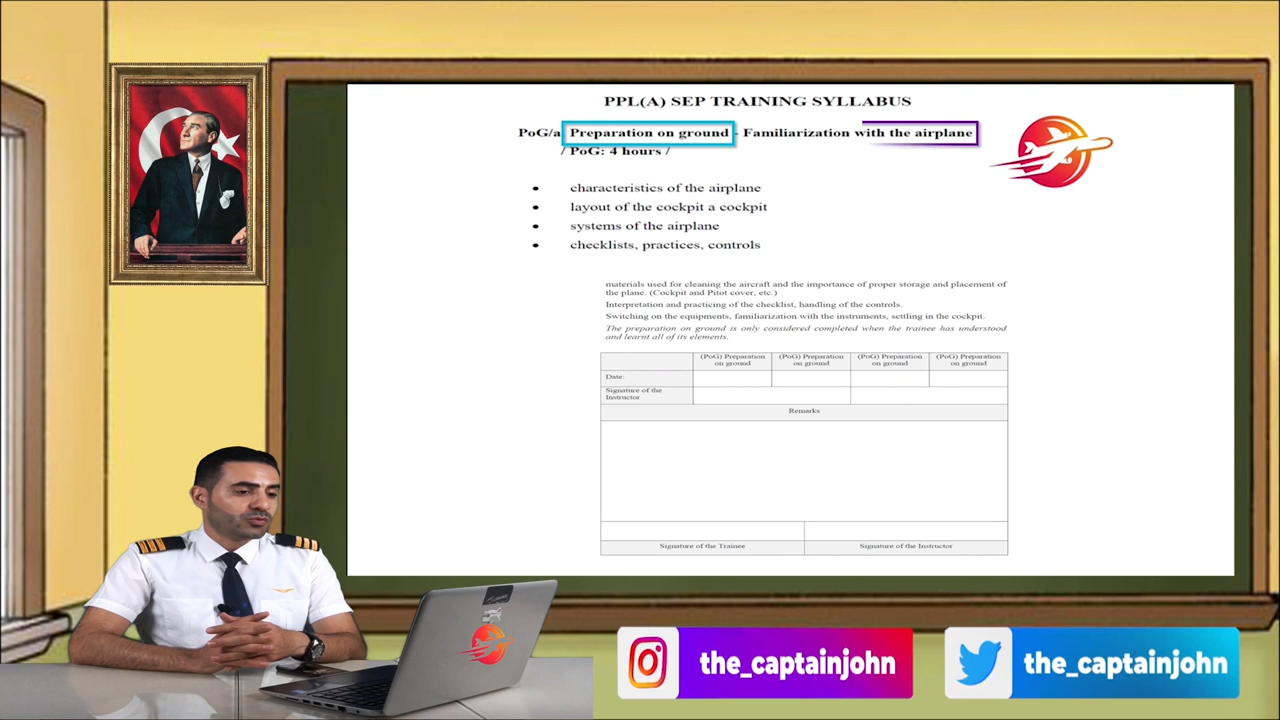 PPL(A) SEP TRAINING SYLLABUS
PoG/a Preparation on ground - Familiarization with the airplane
/ PoG: 4 hours /
• characteristics of the airplane
• layout of the cockpit a cockpit
• systems of the airplane
• checklists, practices, controls
materials used for cleaning the aircraft and the importance of proper storage and placement of
the plane. (Cockpit and Pitot cover, etc.)
Interpretation and practicing of the checklist, handling of the controls.
Switching on the equipments, familiarization with the instruments, settling in the cockpit.
The preparation on ground is only considered completed when the trainee has understood
and learnt all of its elements.
(PoG) Preparation on ground (PoG) Preparation on ground (PoG) Preparation on ground (PoG) Preparation on ground
Date:
Signature of the
Instructor
Remarks
Signature of the Trainee Signature of the Instructor
the_captainjohn the_captainjohn